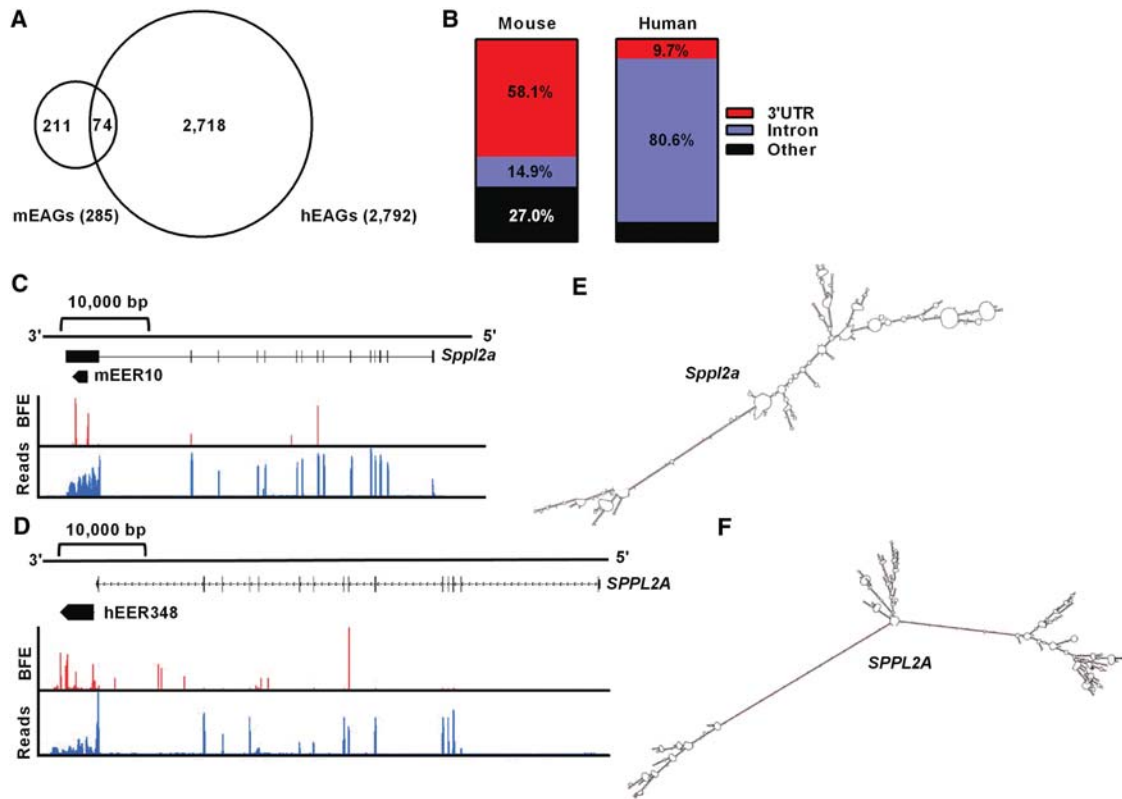 A
211
74
2,718
mEAGs (285)
hEAGs (2,792)
B
Mouse
Human
58.1%
14.9%
27.0%
9.7%
80.6%
3'UTR
Intron
Other
C
10,000 bp
3'
5'
Sppl2a
mEER10
BFE
Reads
D
10,000 bp
3'
5'
SPPL2A
hEER348
BFE
Reads
E
Sppl2a
F
SPPL2A